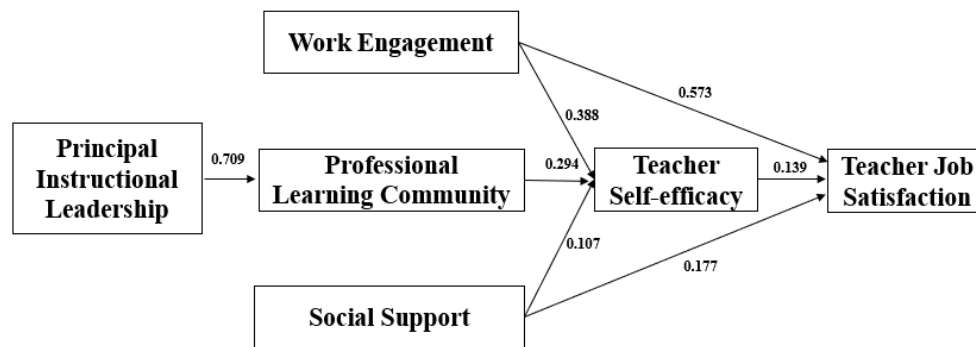 Work Engagement
0.573
0.388
Principal
Instructional
Leadership
0.709
Professional
Learning Community
0.294
Teacher
Self-efficacy
0.139
Teacher Job
Satisfaction
0.107
0.177
Social Support